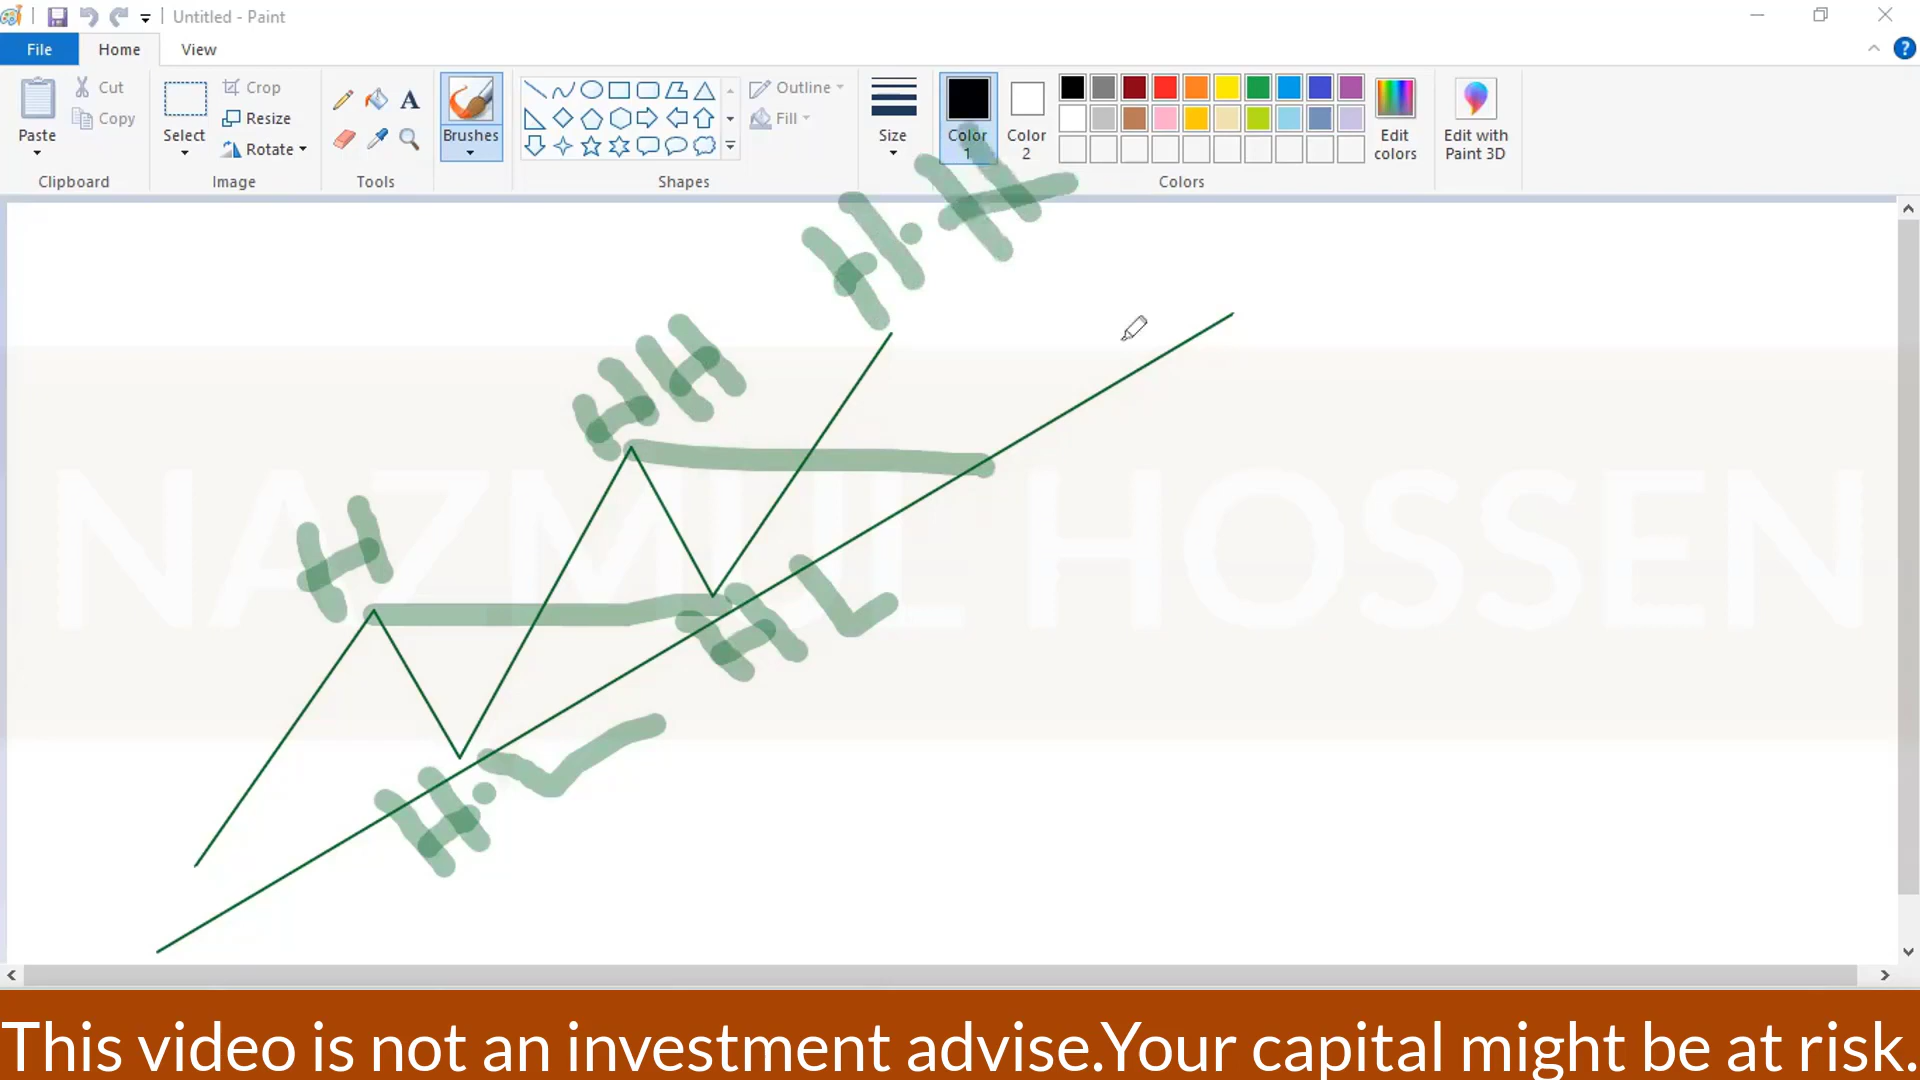 Untitled - Paint
File Home View
Paste
Cut
Copy
Clipboard
Select
Crop
Resize
Rotate
Image
A
Tools
Brushes
Outline
Fill
Shapes
Size
Color 1
Color 2
Edit colors
Edit with Paint 3D
Colors
?
H.H
HH
H
HL
H.L
NAZMUL HOSSEN
This video is not an investment advise.Your capital might be at risk.